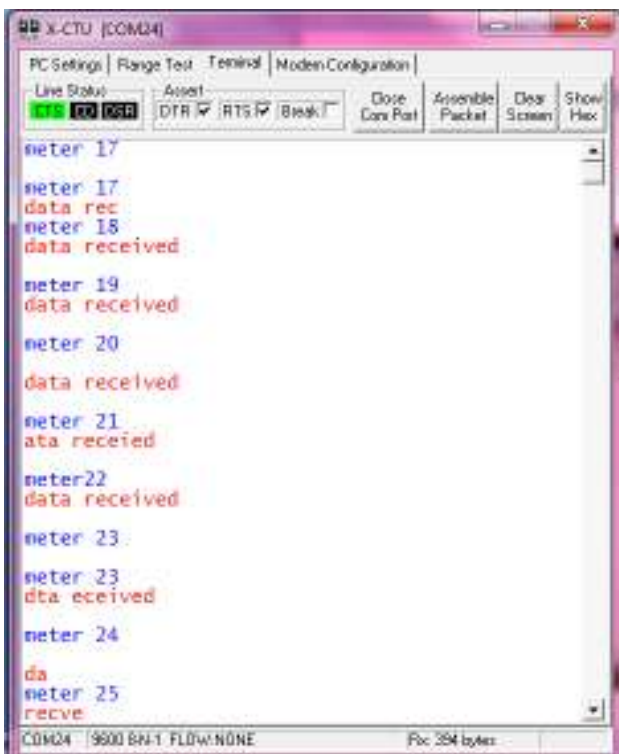 X-CTU [COM24]
PC Settings Range Test Terminal Modem Configuration
Line Status
Assert
CTS CD DSR
DTR RTS Break
Close
Com Port
Assemble
Packet
Clear
Screen
Show
Hex
meter 17
meter 17
data rec
meter 18
data received
meter 19
data received
meter 20
data received
meter 21
ata receied
meter22
data received
meter 23
meter 23
dta eceived
meter 24
da
meter 25
recve
COM24 9600 8-N-1 FLOW:NONE
Rx: 394 bytes